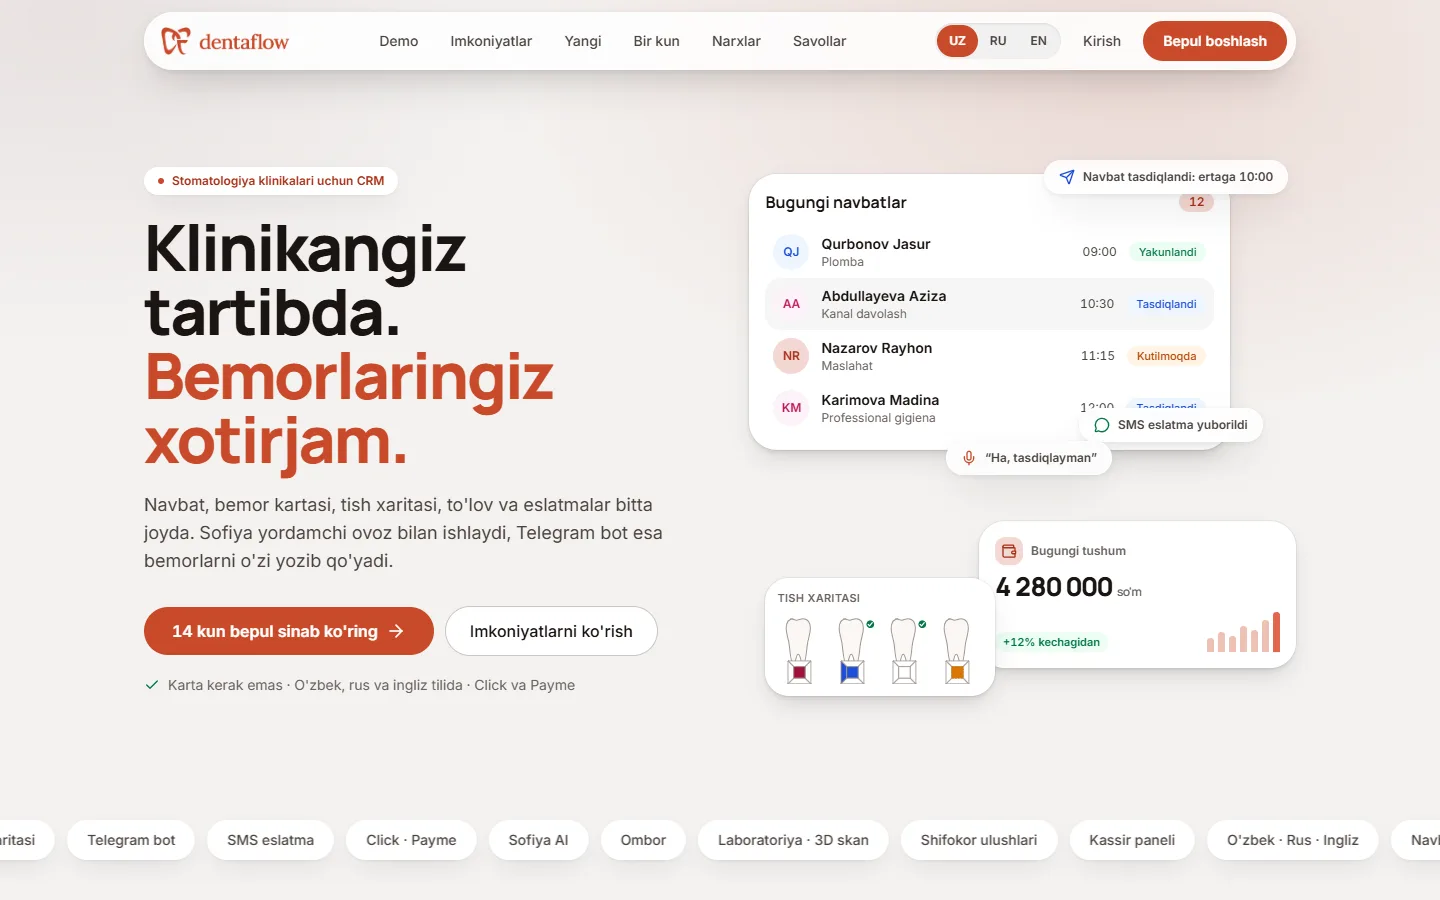 dentaflow
Demo
Imkoniyatlar
Yangi
Bir kun
Narxlar
Savollar
UZ
RU
EN
Kirish
Bepul boshlash
Stomatologiya klinikalari uchun CRM
Klinikangiz
tartibda.
Bemorlaringiz
xotirjam.
Navbat, bemor kartasi, tish xaritasi, to'lov va eslatmalar bitta
joyda. Sofiya yordamchi ovoz bilan ishlaydi, Telegram bot esa
bemorlarni o'zi yozib qo'yadi.
14 kun bepul sinab ko'ring
Imkoniyatlarni ko'rish
Karta kerak emas · O'zbek, rus va ingliz tilida · Click va Payme
Navbat tasdiqlandi: ertaga 10:00
Bugungi navbatlar
12
QJ
Qurbonov Jasur
Plomba
09:00
Yakunlandi
AA
Abdullayeva Aziza
Kanal davolash
10:30
Tasdiqlandi
NR
Nazarov Rayhon
Maslahat
11:15
Kutilmoqda
KM
Karimova Madina
Professional gigiena
12:00
Tasdiqlandi
SMS eslatma yuborildi
“Ha, tasdiqlayman”
Bugungi tushum
4 280 000 so'm
+12% kechagidan
TISH XARITASI
aritasi
Telegram bot
SMS eslatma
Click · Payme
Sofiya AI
Ombor
Laboratoriya · 3D skan
Shifokor ulushlari
Kassir paneli
O'zbek · Rus · Ingliz